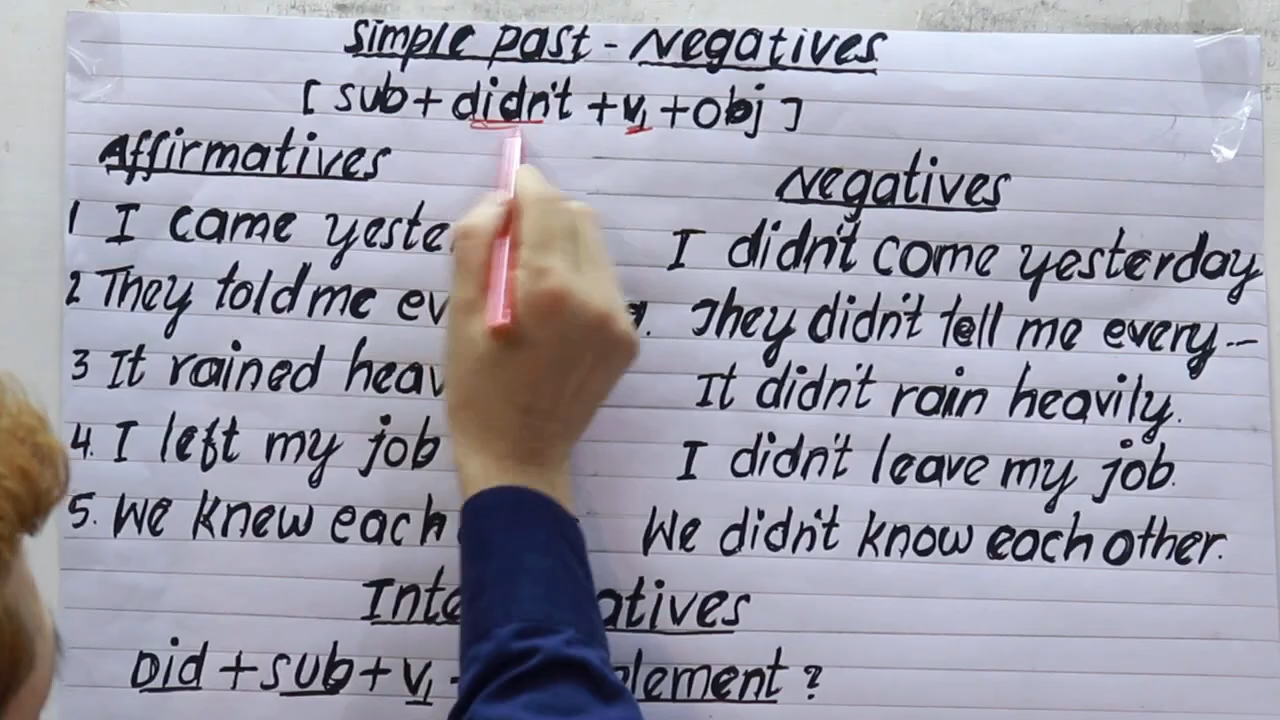 Simple past - Negatives
[ sub + didn't + V1 + obj ]
Affirmatives
Negatives
1 I came yeste
I didn't come yesterday
2 They told me ev g.
They didn't tell me every--
3 It rained heav
It didn't rain heavily.
4. I left my job
I didn't leave my job.
5. We knew each
We didn't know each other.
Inte atives
Did + sub + V1 - plement ?